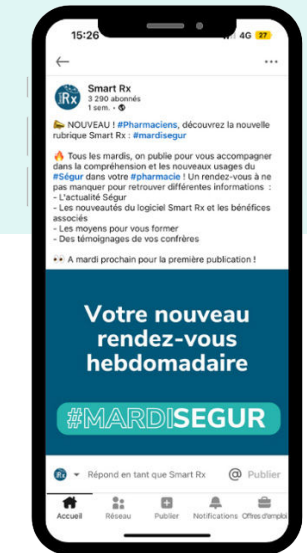 15:26
4G 27
Smart Rx
3 290 abonnés
1 sem. •
NOUVEAU ! #Pharmaciens, découvrez la nouvelle
rubrique Smart Rx : #mardisegur
Tous les mardis, on publie pour vous accompagner
dans la compréhension et les nouveaux usages du
#Ségur dans votre #pharmacie ! Un rendez-vous à ne
pas manquer pour retrouver différentes informations :
- L'actualité Ségur
- Les nouveautés du logiciel Smart Rx et les bénéfices
associés
- Les moyens pour vous former
- Des témoignages de vos confrères
A mardi prochain pour la première publication !
Votre nouveau
rendez-vous
hebdomadaire
#MARDISEGUR
Répond en tant que Smart Rx @ Publier
Accueil Réseau Publier Notifications Offres d'emploi